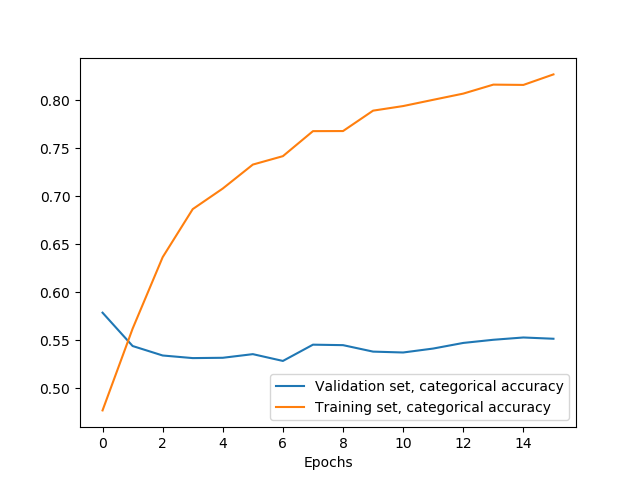 0.80
0.75
0.70
0.65
0.60
0.55
0.50
Validation set, categorical accuracy
Training set, categorical accuracy
0 2 4 6 8 10 12 14
Epochs